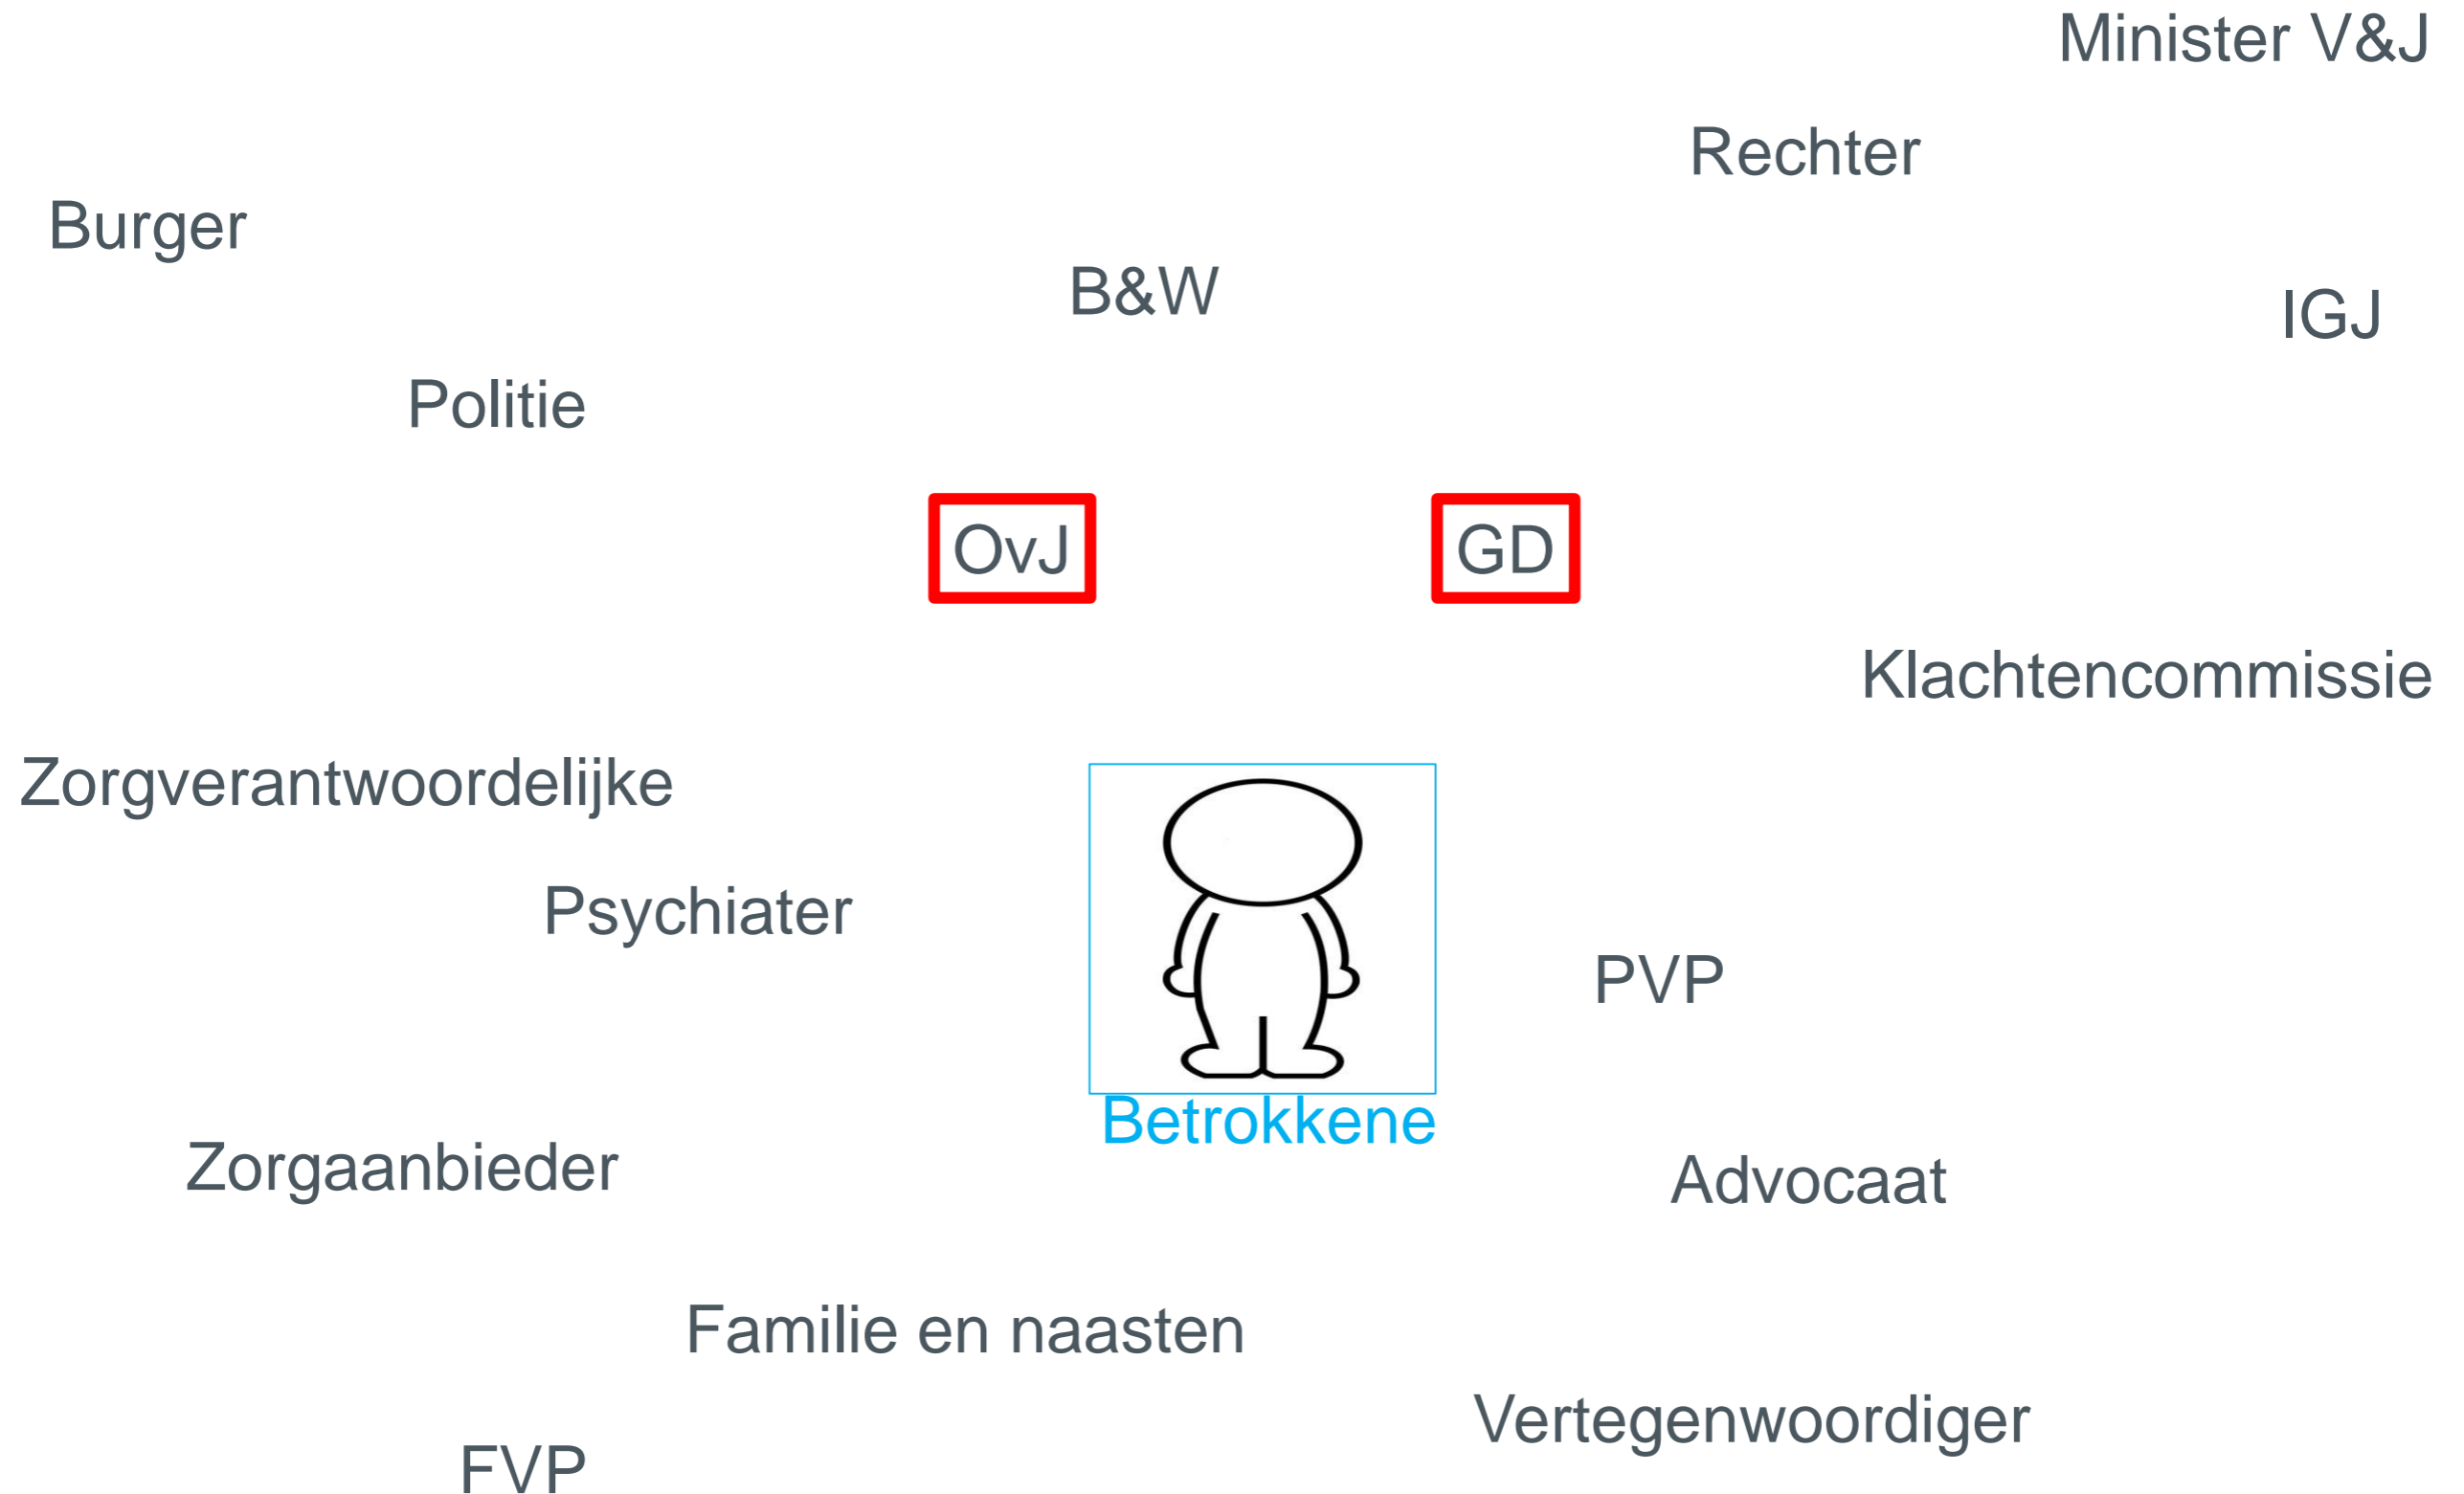 Minister V&J
Rechter
Burger
B&W
IGJ
Politie
OvJ
GD
Klachtencommissie
Zorgverantwoordelijke
Psychiater
PVP
Betrokkene
Zorgaanbieder
Advocaat
Familie en naasten
Vertegenwoordiger
FVP